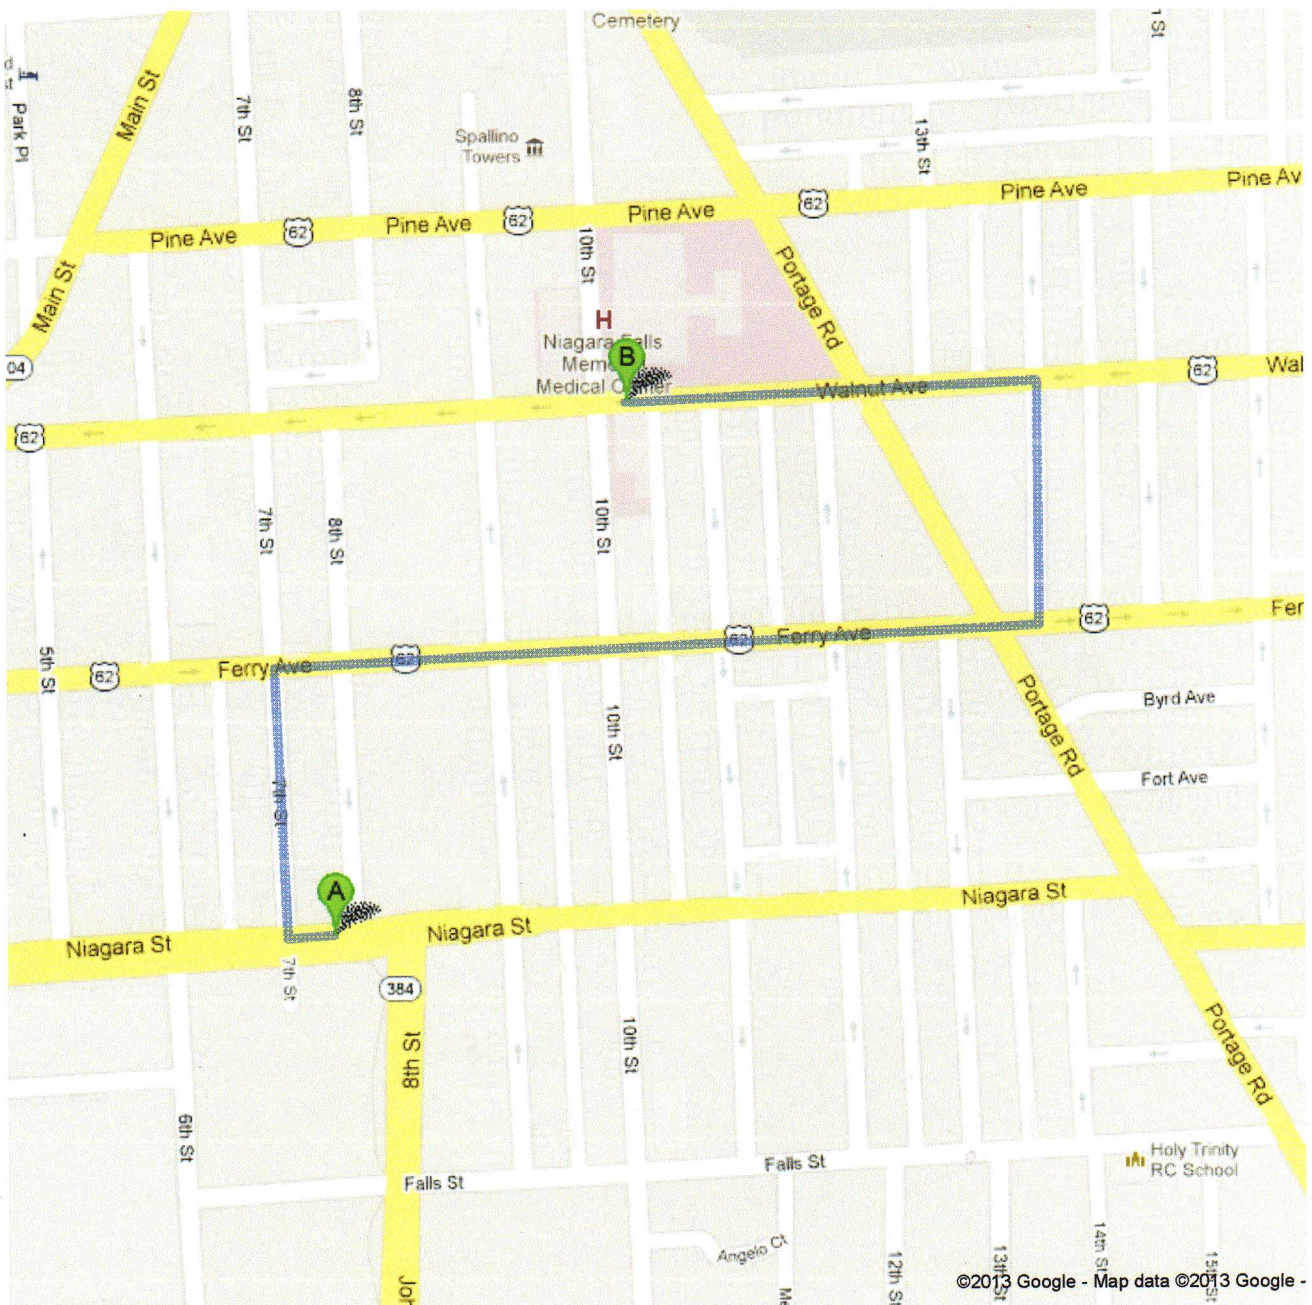 Cemetery
St
Main St
7th St
8th St
Park Pl
Spallino
Towers
13th St
Pine Ave
62
Pine Ave
62
Pine Ave
62
Pine Ave
Pine Av
Main St
10th St
Portage Rd
H
Niagara Falls
Medical
B
04
Walnut Ave
62
Wal
62
7th St
8th St
10th St
5th St
62
Ferry Ave
62
62
Ferry Ave
62
Fer
10th St
Portage Rd
Byrd Ave
Fort Ave
7th St
A
Niagara St
Niagara St
Niagara St
7th St
384
8th St
10th St
Portage Rd
6th St
Falls St
Falls St
Holy Trinity
RC School
Angelo Ct
12th St
13th St
14th St
15th St
Joh
Me
©2013 Google - Map data ©2013 Google -